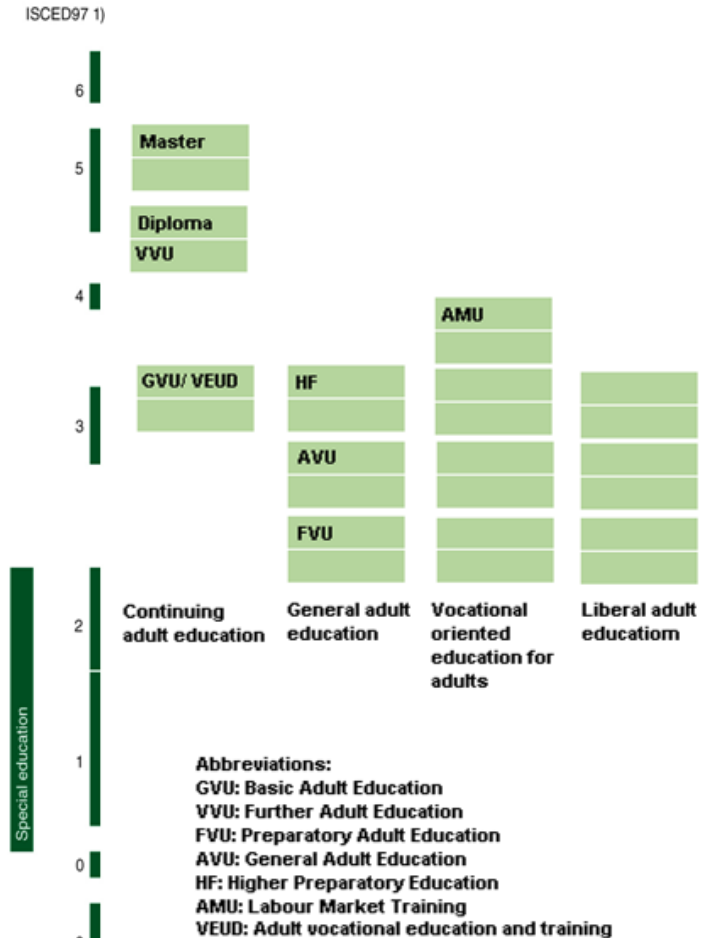 ISCED97 1)
6
Master
5
Diploma
VVU
4
AMU
GVU/ VEUD
HF
3
AVU
FVU
2
Continuing
adult education
General adult
education
Vocational
oriented
education for
adults
Liberal adult
educatiorn
Special education
1
Abbreviations:
GVU: Basic Adult Education
VVU: Further Adult Education
FVU: Preparatory Adult Education
AVU: General Adult Education
0
HF: Higher Preparatory Education
AMU: Labour Market Training
VEUD: Adult vocational education and training